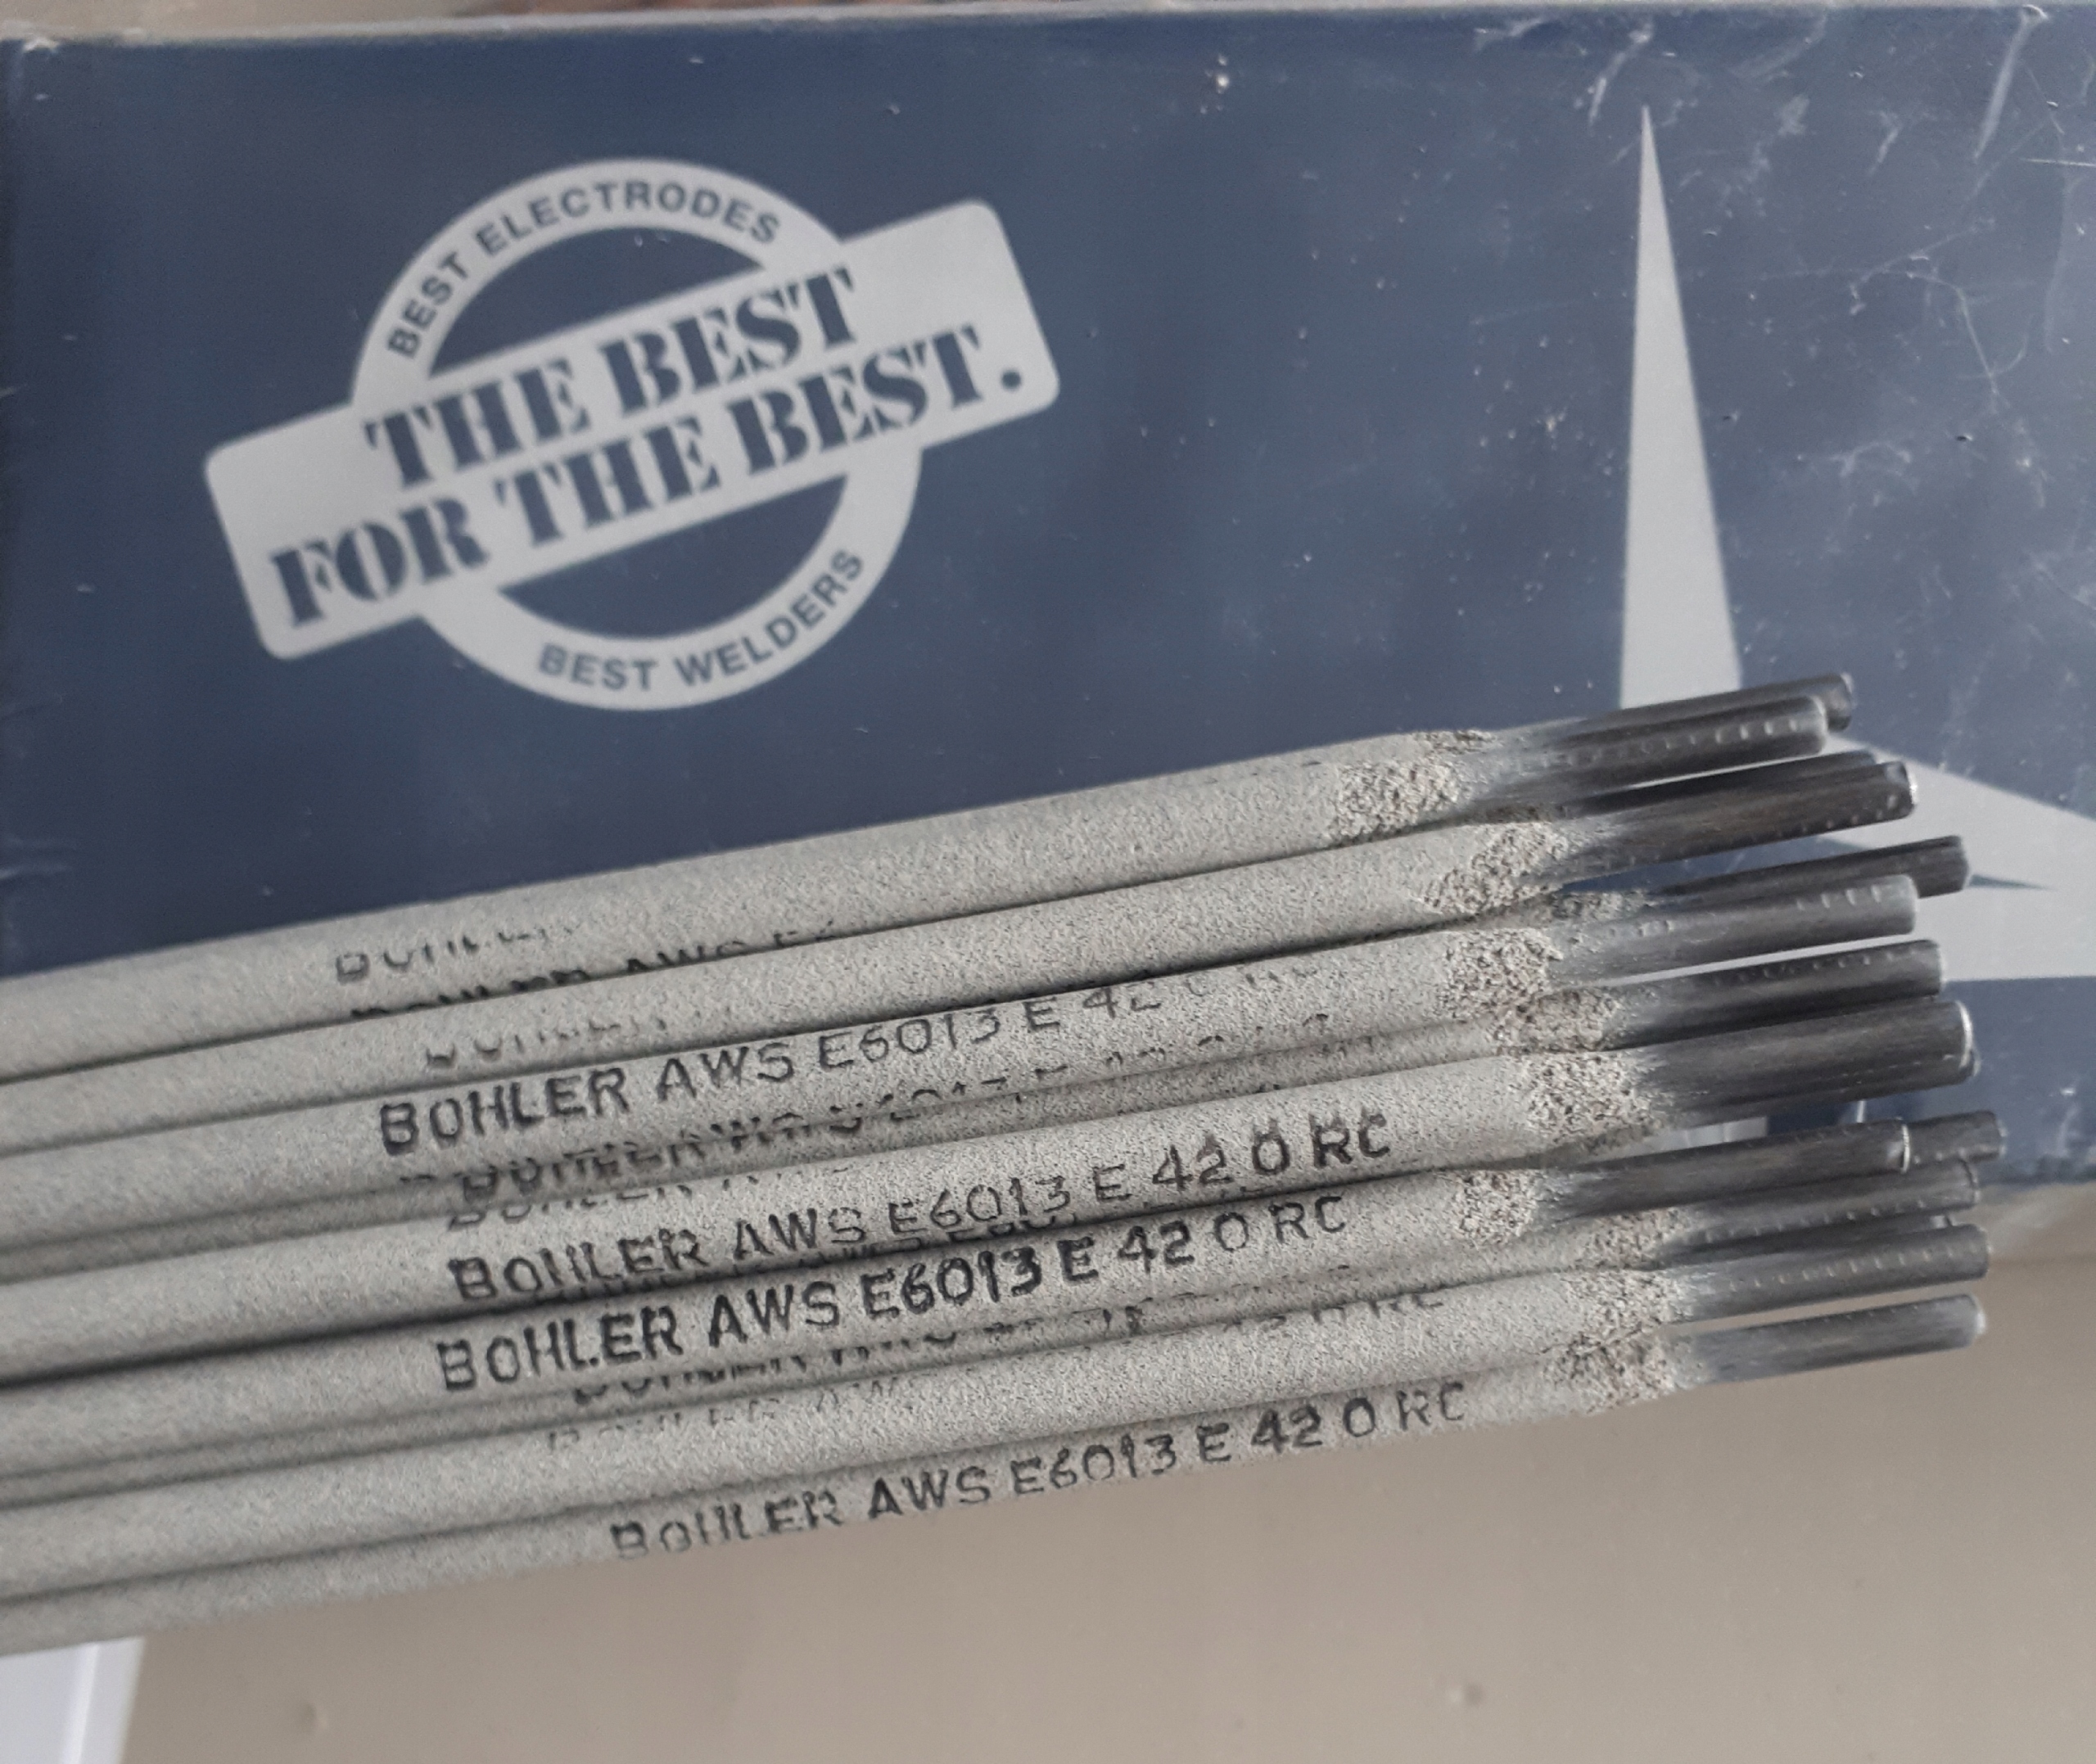 BEST ELECTRODES
THE BEST
FOR THE BEST.
BEST WELDERS
BOHLER AWS E6013 E 42
BOHLER AWS E6013 E 42 0 RC
BOHLER AWS E6013 E 42 0 RC
BOHLER AWS E6013 E 42 0 RC